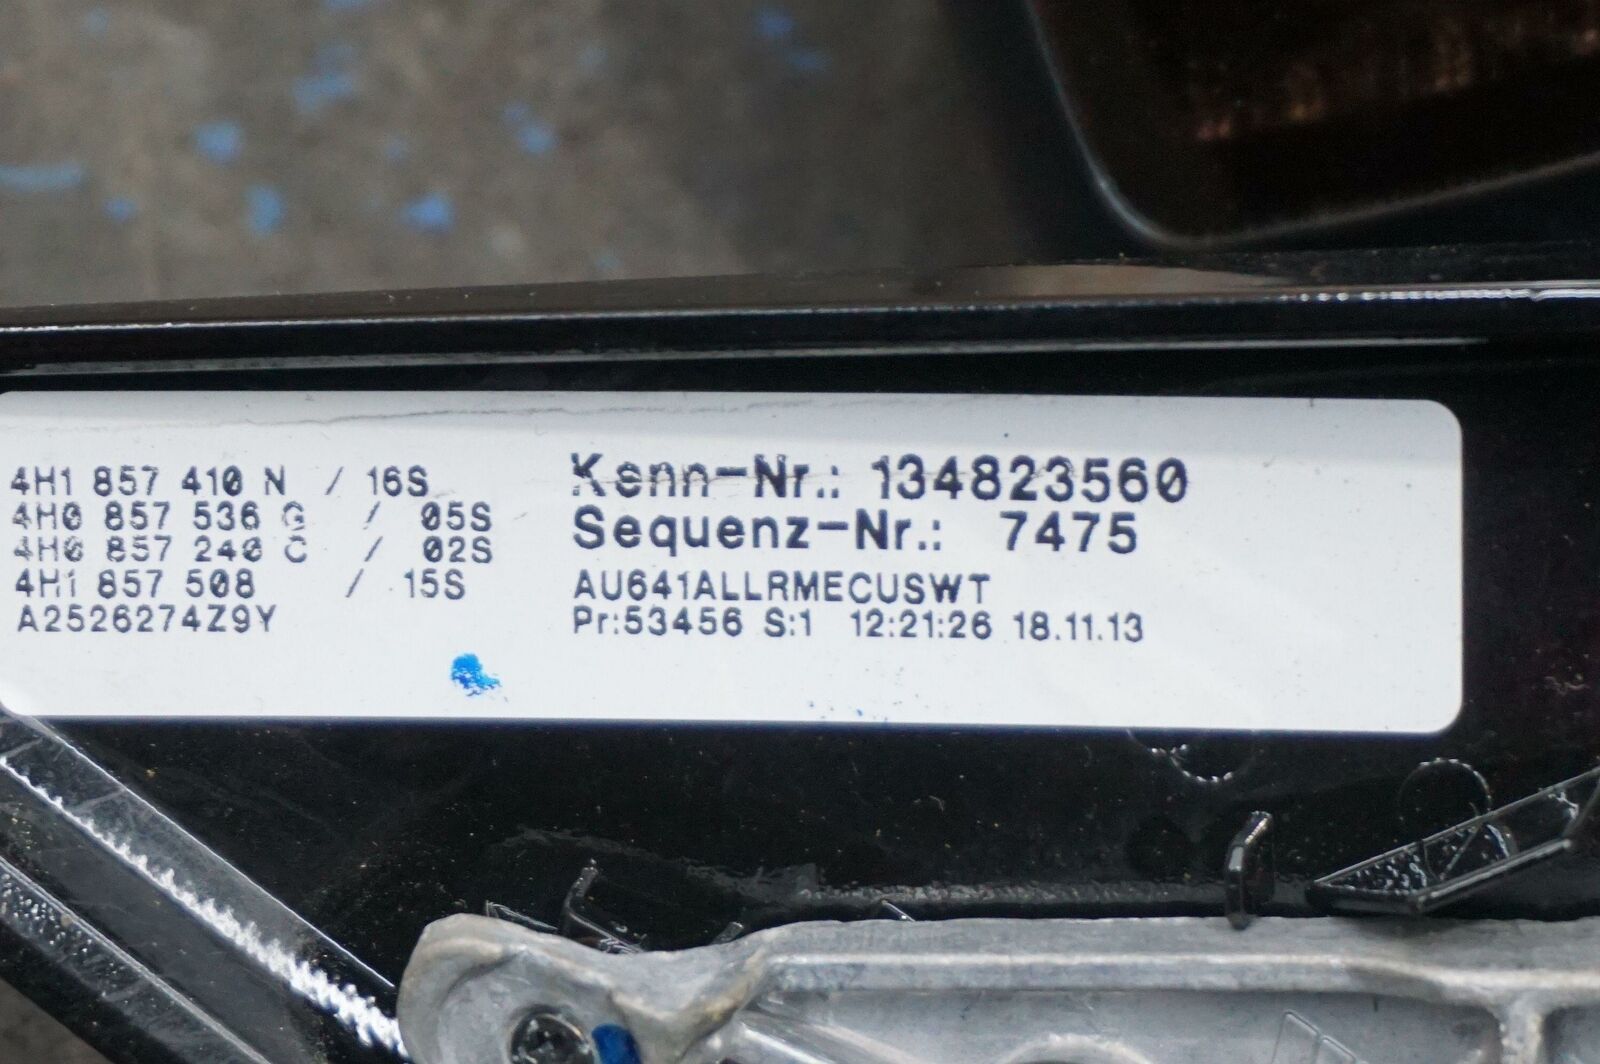 4H1 857 410 N / 16S
4H0 857 536 G / 05S
4H0 857 240 C / 02S
4H1 857 508 / 15S
A2526274Z9Y
Kenn-Nr.: 134823560
Sequenz-Nr.: 7475
AU641ALLRMECUSWT
Pr:53456 S:1 12:21:26 18.11.13